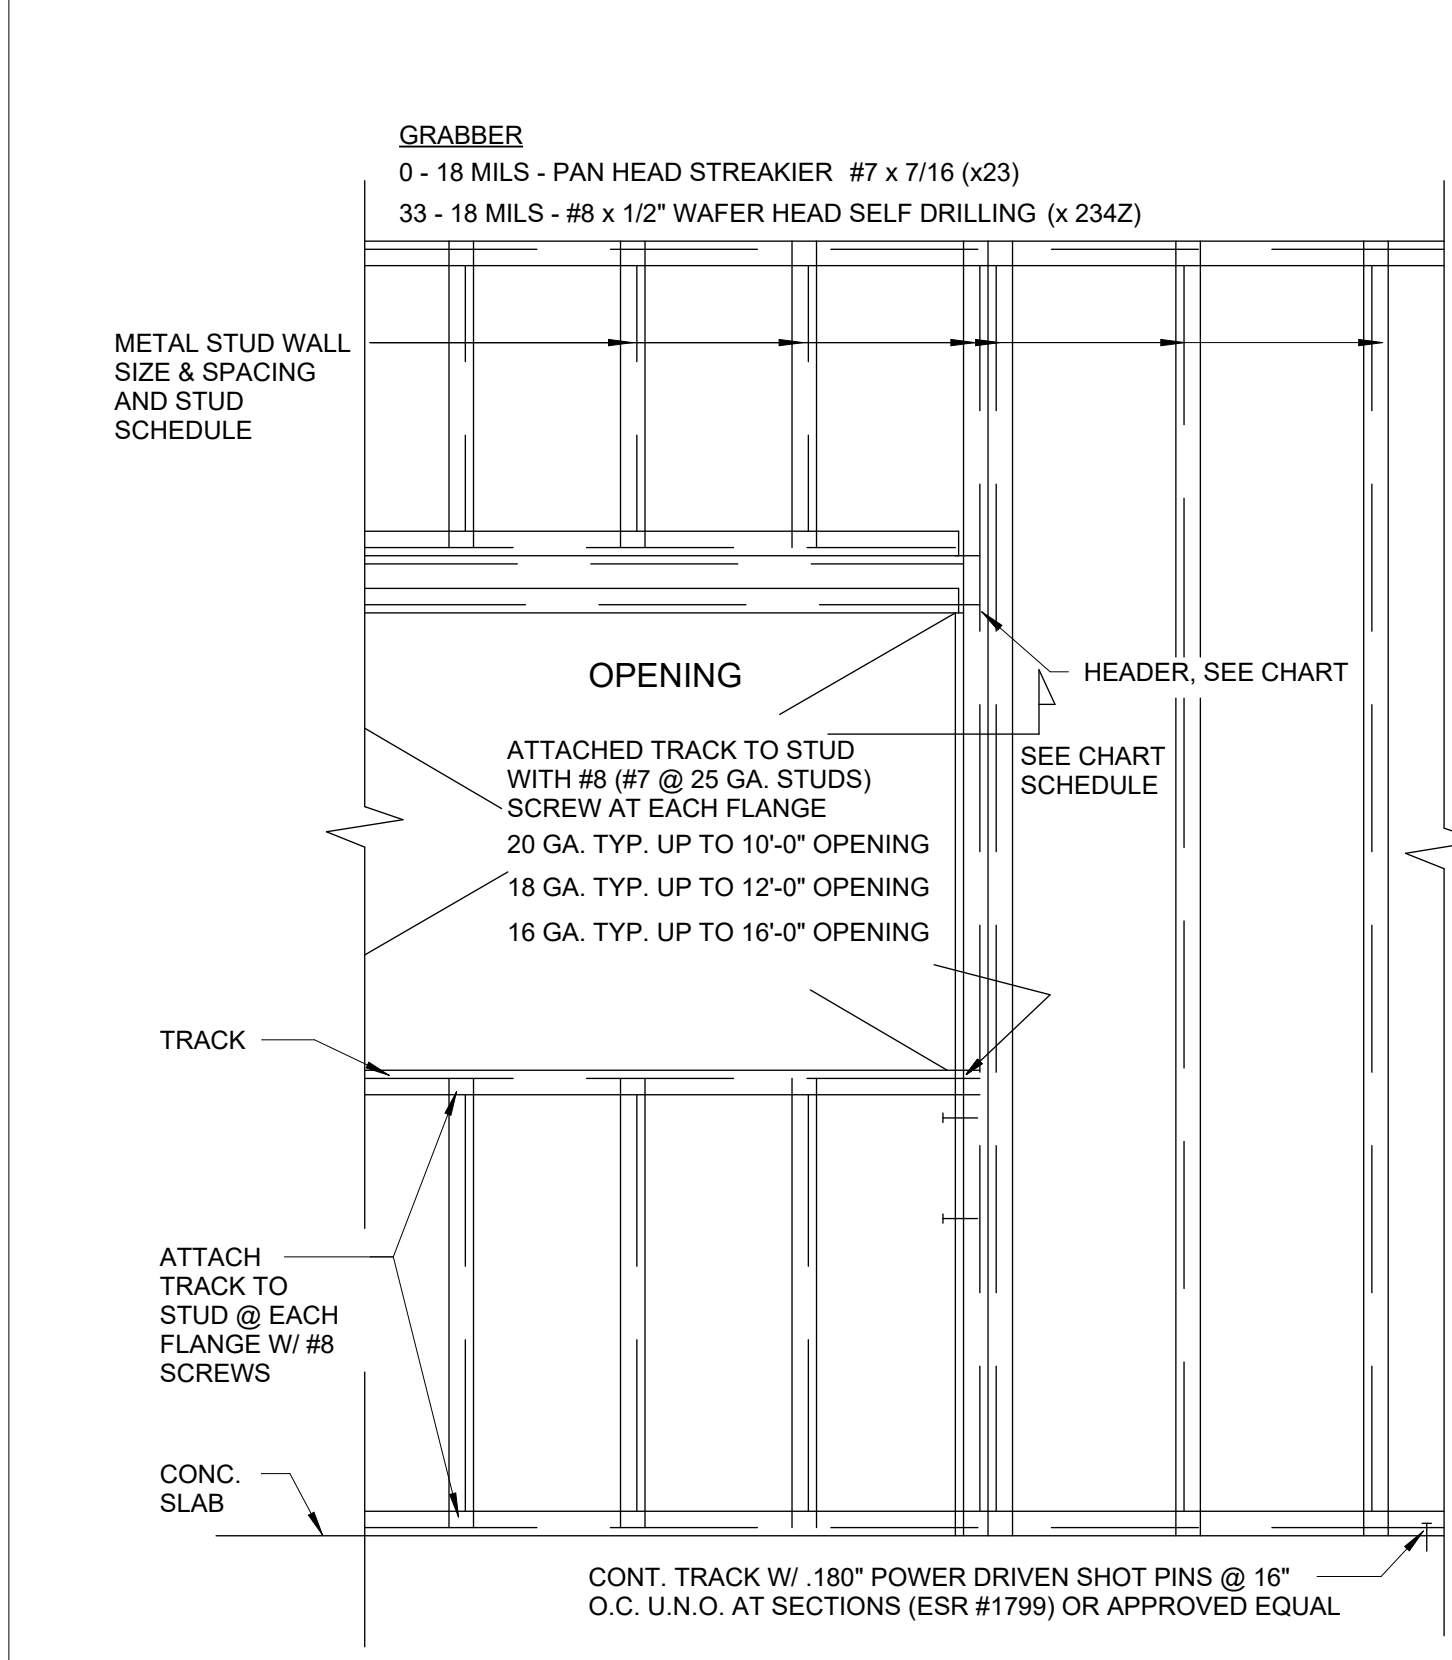 GRABBER
0 - 18 MILS - PAN HEAD STREAKIER #7 x 7/16 (x23)
33 - 18 MILS - #8 x 1/2" WAFER HEAD SELF DRILLING (x 234Z)
METAL STUD WALL
SIZE & SPACING
AND STUD
SCHEDULE
OPENING
HEADER, SEE CHART
ATTACHED TRACK TO STUD
WITH #8 (#7 @ 25 GA. STUDS)
SCREW AT EACH FLANGE
20 GA. TYP. UP TO 10'-0" OPENING
18 GA. TYP. UP TO 12'-0" OPENING
16 GA. TYP. UP TO 16'-0" OPENING
SEE CHART
SCHEDULE
TRACK
ATTACH
TRACK TO
STUD @ EACH
FLANGE W/ #8
SCREWS
CONC.
SLAB
CONT. TRACK W/ .180" POWER DRIVEN SHOT PINS @ 16"
O.C. U.N.O. AT SECTIONS (ESR #1799) OR APPROVED EQUAL